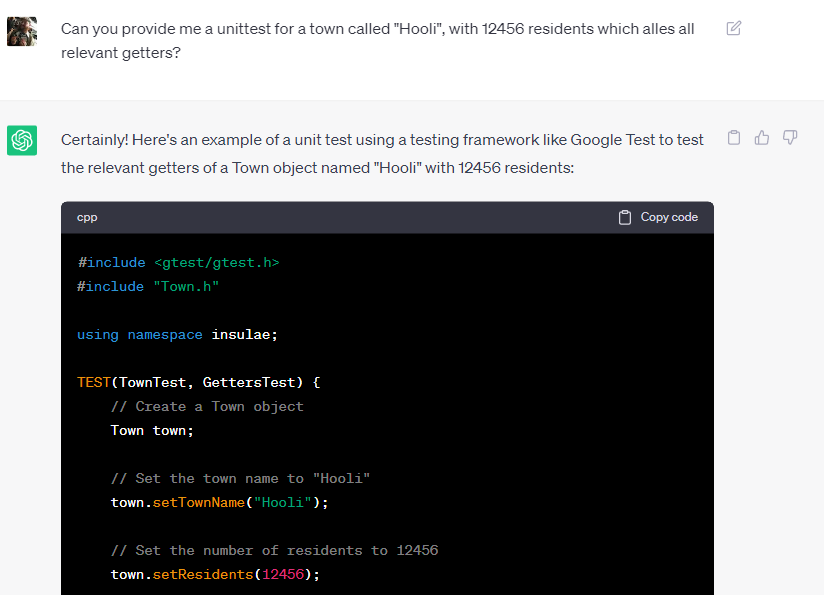 Can you provide me a unittest for a town called "Hooli", with 12456 residents which alles all
relevant getters?
Certainly! Here's an example of a unit test using a testing framework like Google Test to test
the relevant getters of a Town object named "Hooli" with 12456 residents:
cpp
Copy code
#include <gtest/gtest.h>
#include "Town.h"
using namespace insulae;
TEST(TownTest, GettersTest) {
// Create a Town object
Town town;
// Set the town name to "Hooli"
town.setTownName("Hooli");
// Set the number of residents to 12456
town.setResidents(12456);